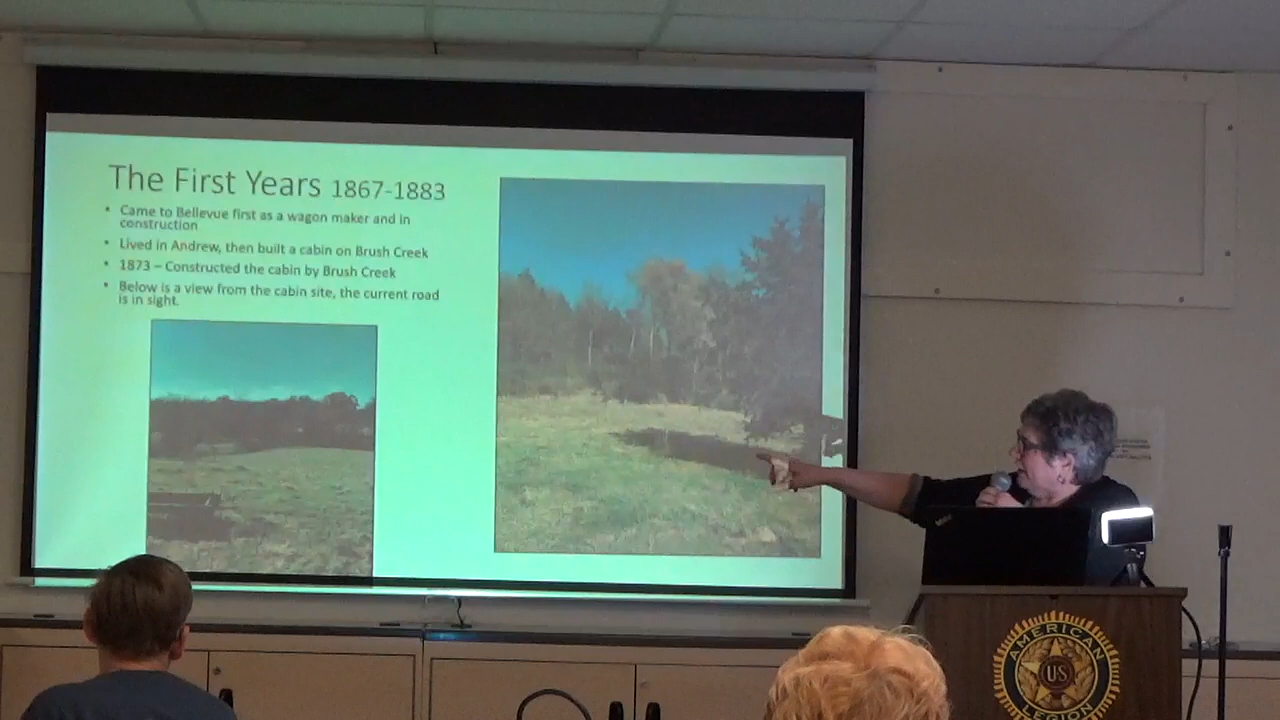 The First Years 1867-1883
• Came to Bellevue first as a wagon maker and in
construction
• Lived in Andrew, then built a cabin on Brush Creek
• 1873 – Constructed the cabin by Brush Creek
• Below is a view from the cabin site, the current road
is in sight.
AMERICAN
US
LEGION